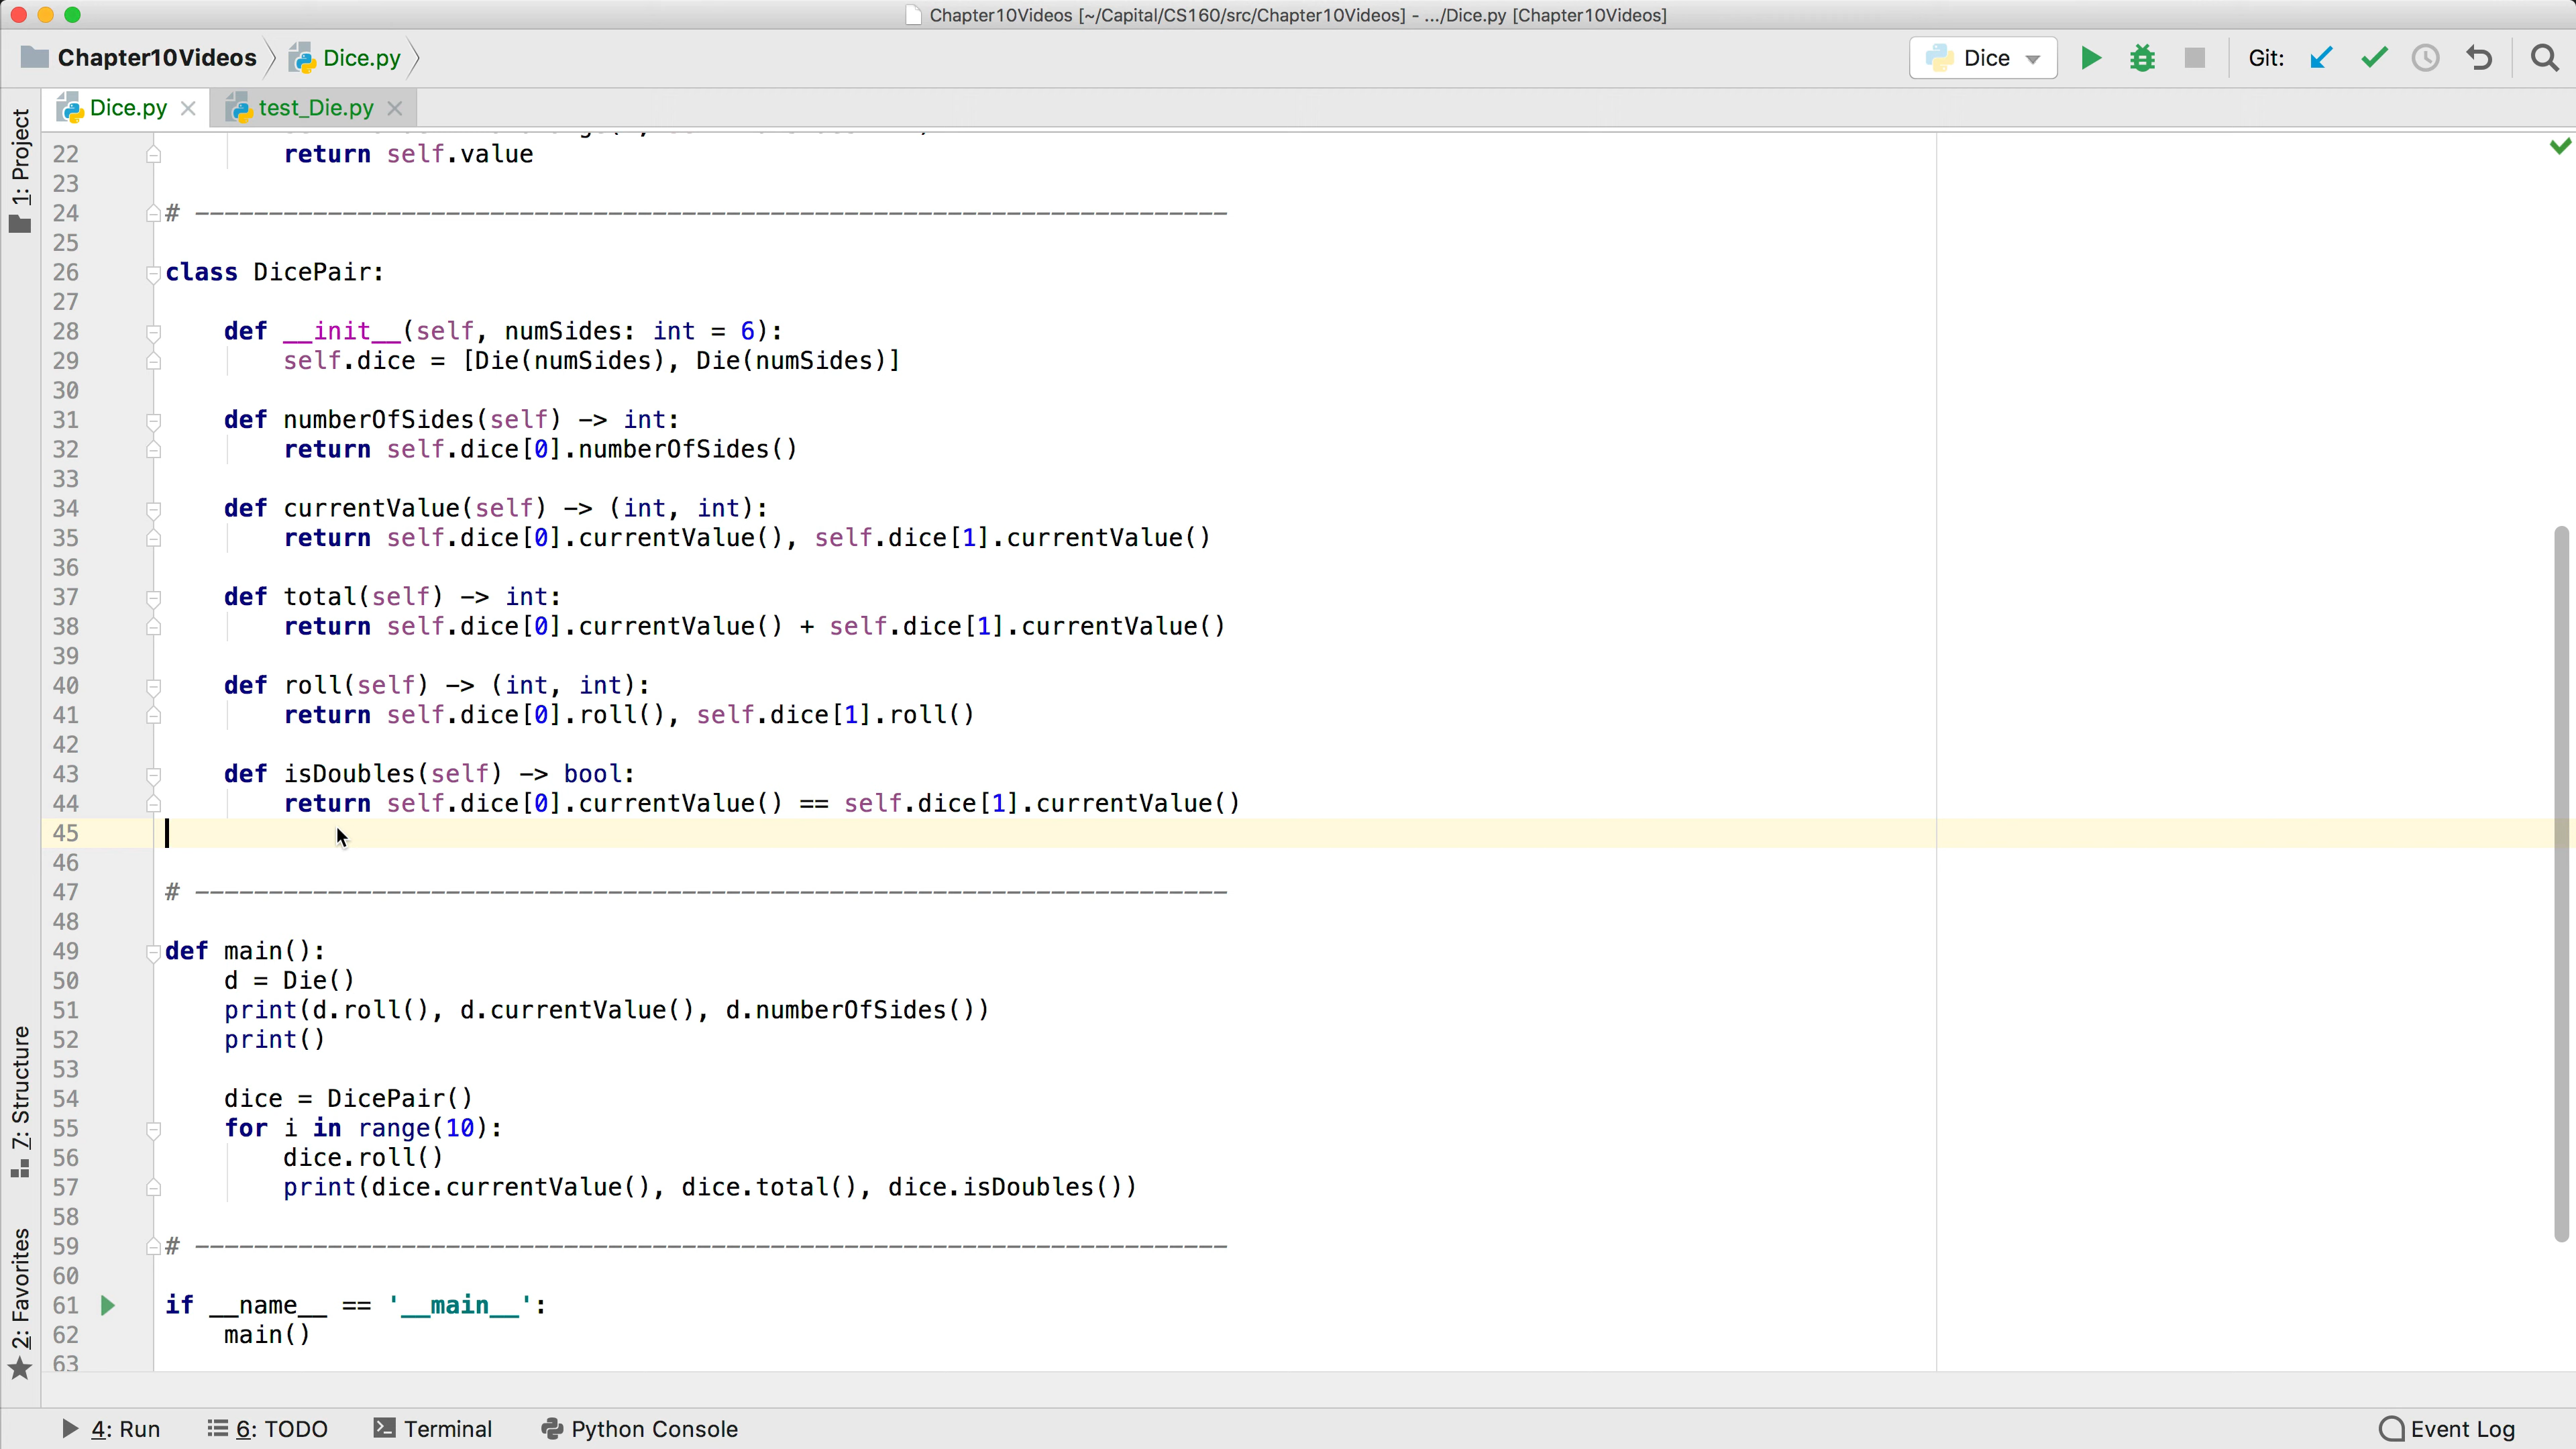 Chapter10Videos [~/Capital/CS160/src/Chapter10Videos] - .../Dice.py [Chapter10Videos]
Chapter10Videos Dice.py Dice Git:
Dice.py test_Die.py
1: Project
7: Structure
2: Favorites
22 return self.value
23
24 # ----------------------------------------------------------------------
25
26 class DicePair:
27
28 def __init__(self, numSides: int = 6):
29 self.dice = [Die(numSides), Die(numSides)]
30
31 def numberOfSides(self) -> int:
32 return self.dice[0].numberOfSides()
33
34 def currentValue(self) -> (int, int):
35 return self.dice[0].currentValue(), self.dice[1].currentValue()
36
37 def total(self) -> int:
38 return self.dice[0].currentValue() + self.dice[1].currentValue()
39
40 def roll(self) -> (int, int):
41 return self.dice[0].roll(), self.dice[1].roll()
42
43 def isDoubles(self) -> bool:
44 return self.dice[0].currentValue() == self.dice[1].currentValue()
45
46
47 # ----------------------------------------------------------------------
48
49 def main():
50 d = Die()
51 print(d.roll(), d.currentValue(), d.numberOfSides())
52 print()
53
54 dice = DicePair()
55 for i in range(10):
56 dice.roll()
57 print(dice.currentValue(), dice.total(), dice.isDoubles())
58
59 # ----------------------------------------------------------------------
60
61 if __name__ == '__main__':
62 main()
63
4: Run 6: TODO Terminal Python Console Event Log